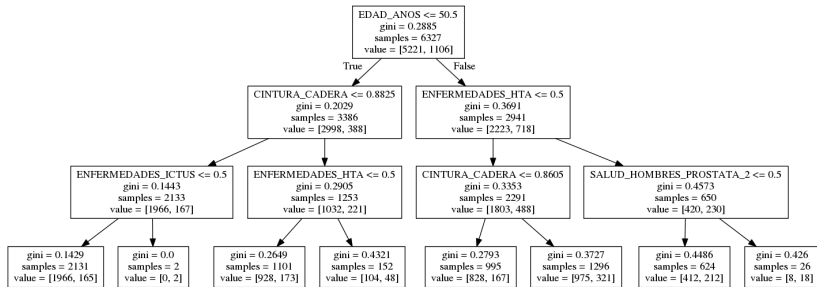 EDAD_ANOS <= 50.5
gini = 0.2885
samples = 6327
value = [5221, 1106]
True
False
CINTURA_CADERA <= 0.8825
gini = 0.2029
samples = 3386
value = [2998, 388]
ENFERMEDADES_HTA <= 0.5
gini = 0.3691
samples = 2941
value = [2223, 718]
ENFERMEDADES_ICTUS <= 0.5
gini = 0.1443
samples = 2133
value = [1966, 167]
ENFERMEDADES_HTA <= 0.5
gini = 0.2905
samples = 1253
value = [1032, 221]
CINTURA_CADERA <= 0.8605
gini = 0.3353
samples = 2291
value = [1803, 488]
SALUD_HOMBRES_PROSTATA_2 <= 0.5
gini = 0.4573
samples = 650
value = [420, 230]
gini = 0.1429
samples = 2131
value = [1966, 165]
gini = 0.0
samples = 2
value = [0, 2]
gini = 0.2649
samples = 1101
value = [928, 173]
gini = 0.4321
samples = 152
value = [104, 48]
gini = 0.2793
samples = 995
value = [828, 167]
gini = 0.3727
samples = 1296
value = [975, 321]
gini = 0.4486
samples = 624
value = [412, 212]
gini = 0.426
samples = 26
value = [8, 18]